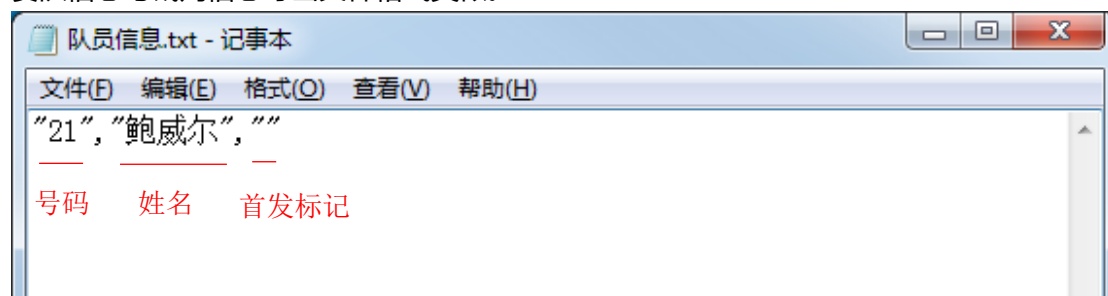 队员信息.txt - 记事本
文件(F) 编辑(E) 格式(O) 查看(V) 帮助(H)
"21","鲍威尔",""
号码 姓名 首发标记